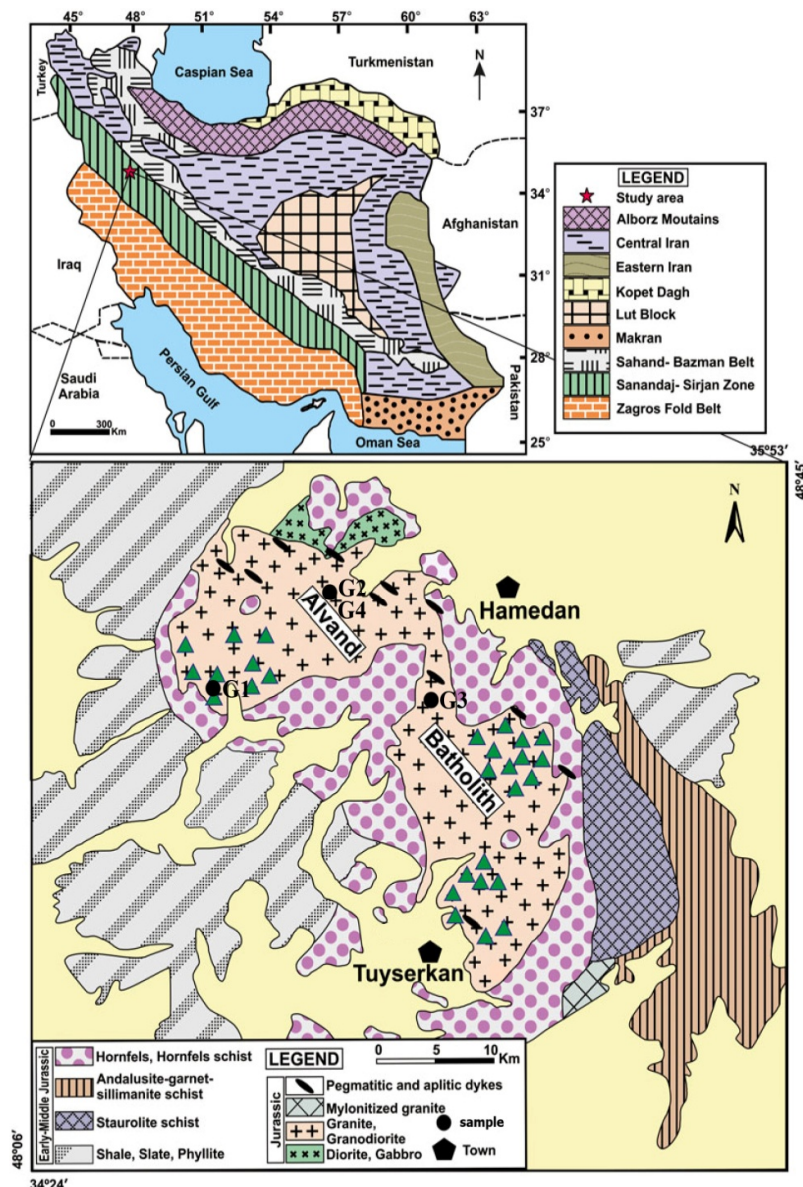 45° 48° 51° 54° 57° 60° 63°
Turkey
Caspian Sea
Turkmenistan
N
37°
34°
31°
28°
25°
Afghanistan
Iraq
Saudi
Arabia
Persian Gulf
Pakistan
Oman Sea
0 300
Km
LEGEND
Study area
Alborz Moutains
Central Iran
Eastern Iran
Kopet Dagh
Lut Block
Makran
Sahand- Bazman Belt
Sanandaj- Sirjan Zone
Zagros Fold Belt
35°53′
48°45′
N
G2
G4
Alvand
Hamedan
G1
G3
Batholith
Tuyserkan
Early-Middle Jurassic
Hornfels, Hornfels schist
Andalusite-garnet-
sillimanite schist
Staurolite schist
Shale, Slate, Phyllite
LEGEND
0 5 10
Km
Jurassic
Pegmatitic and aplitic dykes
Mylonitized granite
Granite,
Granodiorite
Diorite, Gabbro
sample
Town
48°06′
34°24′